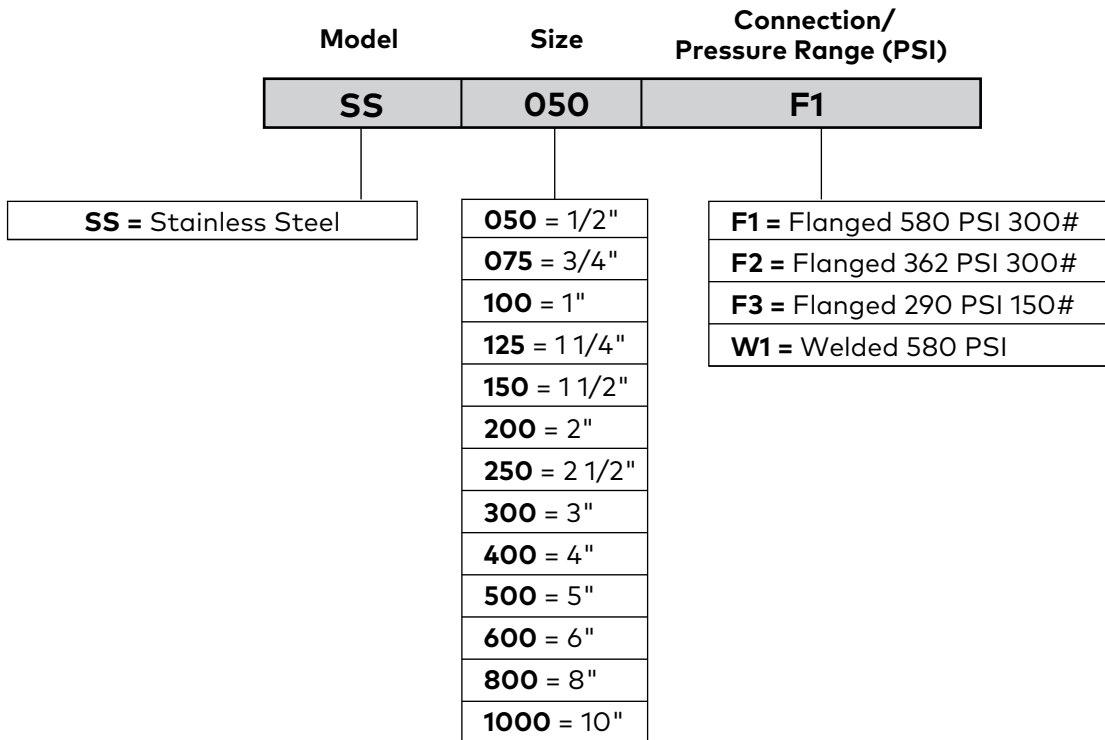 Model
Size
Connection/
Pressure Range (PSI)
SS
050
F1
SS = Stainless Steel
050 = 1/2"
075 = 3/4"
100 = 1"
125 = 1 1/4"
150 = 1 1/2"
200 = 2"
250 = 2 1/2"
300 = 3"
400 = 4"
500 = 5"
600 = 6"
800 = 8"
1000 = 10"
F1 = Flanged 580 PSI 300#
F2 = Flanged 362 PSI 300#
F3 = Flanged 290 PSI 150#
W1 = Welded 580 PSI